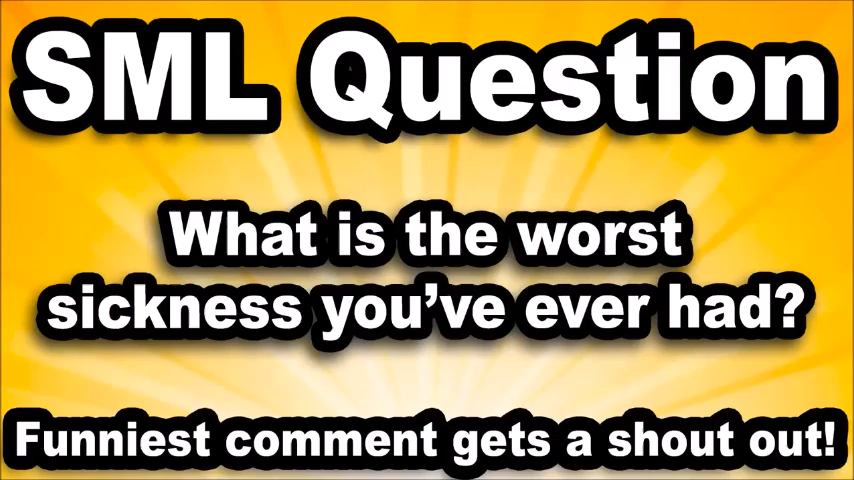 SML Question
What is the worst
sickness you’ve ever had?
Funniest comment gets a shout out!